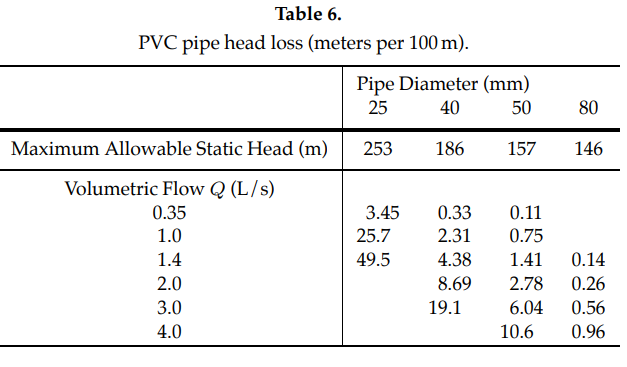 Table 6.
PVC pipe head loss (meters per 100 m).
Pipe Diameter (mm)
25 40 50 80
Maximum Allowable Static Head (m) 253 186 157 146
Volumetric Flow Q (L/s)
0.35 3.45 0.33 0.11
1.0 25.7 2.31 0.75
1.4 49.5 4.38 1.41 0.14
2.0 8.69 2.78 0.26
3.0 19.1 6.04 0.56
4.0 10.6 0.96